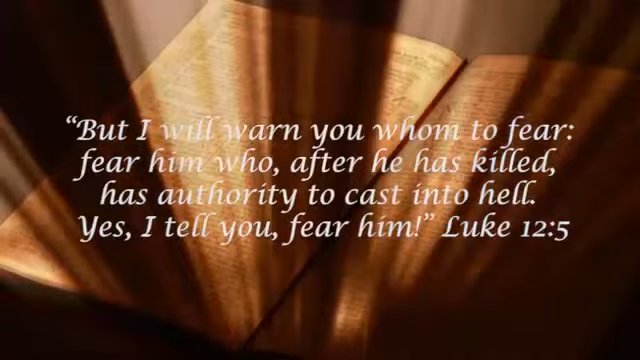 “But I will warn you whom to fear:
fear him who, after he has killed,
has authority to cast into hell.
Yes, I tell you, fear him!” Luke 12:5